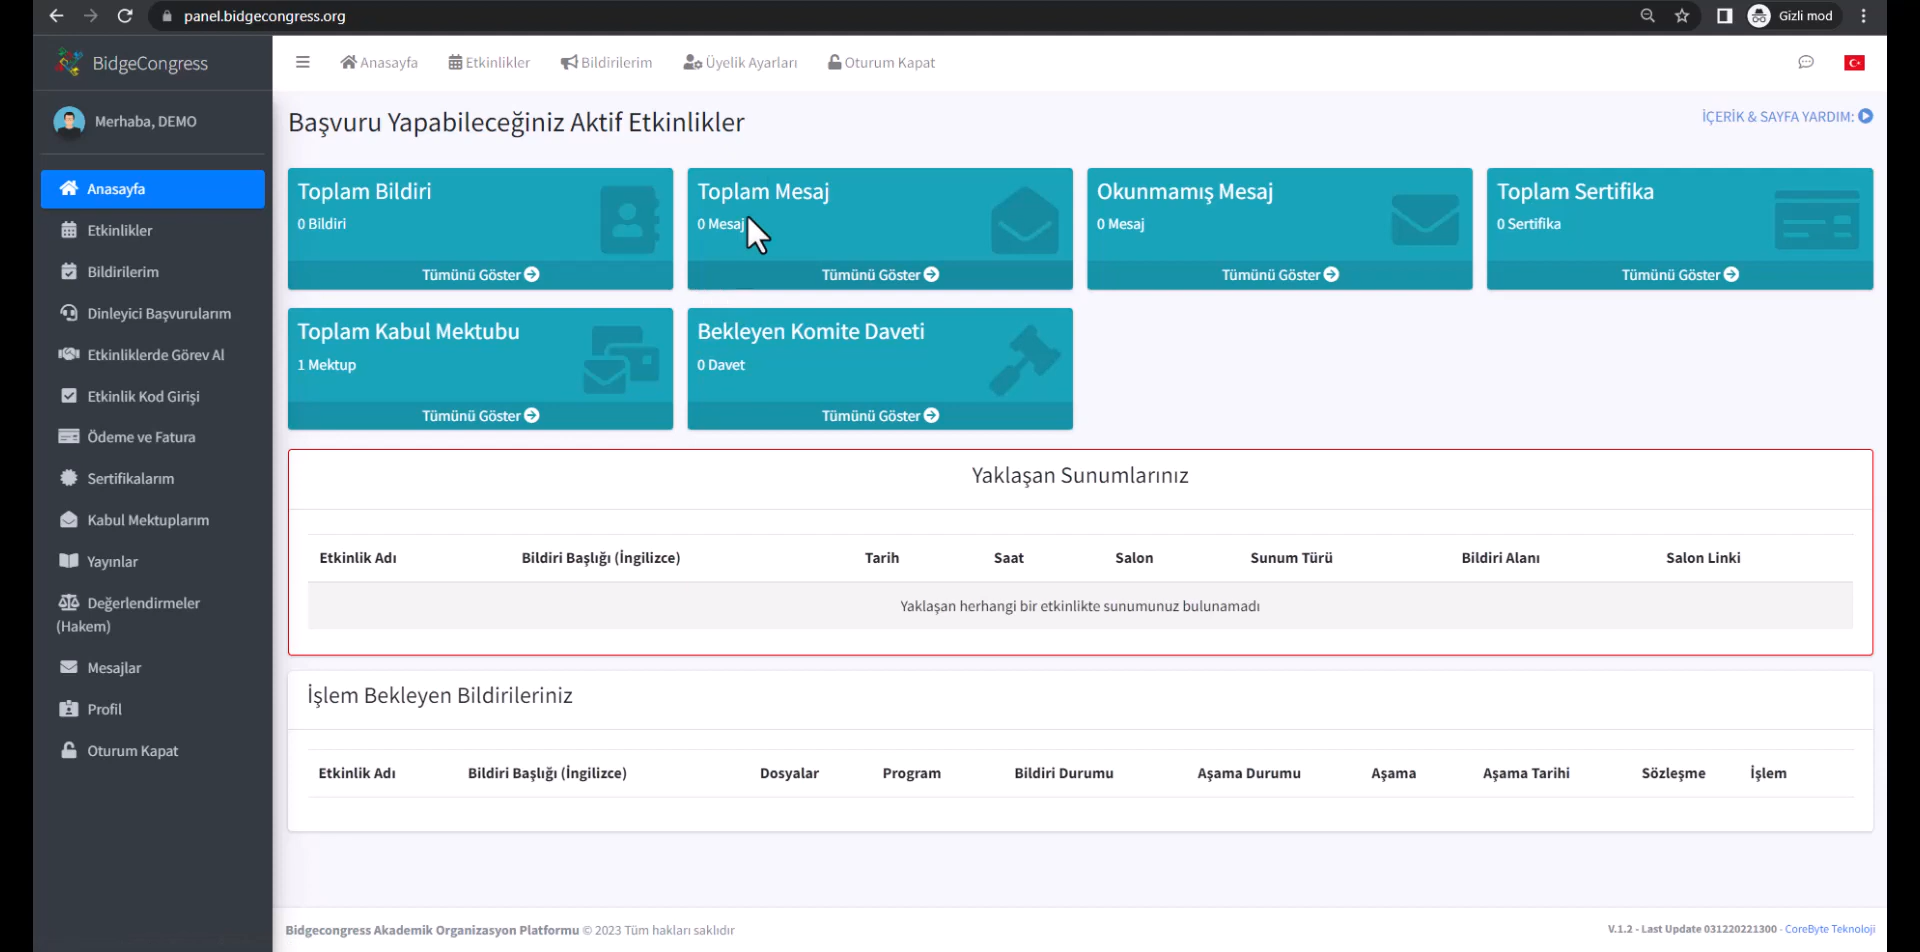 panel.bidgecongress.org
Gizli mod
BidgeCongress
Anasayfa
Etkinlikler
Bildirilerim
Üyelik Ayarları
Oturum Kapat
Merhaba, DEMO
Başvuru Yapabileceğiniz Aktif Etkinlikler
İÇERİK & SAYFA YARDIM:
Anasayfa
Etkinlikler
Bildirilerim
Dinleyici Başvurularım
Etkinliklerde Görev Al
Etkinlik Kod Girişi
Ödeme ve Fatura
Sertifikalarım
Kabul Mektuplarım
Yayınlar
Değerlendirmeler
(Hakem)
Mesajlar
Profil
Oturum Kapat
Toplam Bildiri
0 Bildiri
Tümünü Göster
Toplam Mesaj
0 Mesaj
Tümünü Göster
Okunmamış Mesaj
0 Mesaj
Tümünü Göster
Toplam Sertifika
0 Sertifika
Tümünü Göster
Toplam Kabul Mektubu
1 Mektup
Tümünü Göster
Bekleyen Komite Daveti
0 Davet
Tümünü Göster
Yaklaşan Sunumlarınız
Etkinlik Adı Bildiri Başlığı (İngilizce) Tarih Saat Salon Sunum Türü Bildiri Alanı Salon Linki
Yaklaşan herhangi bir etkinlikte sunumunuz bulunamadı
İşlem Bekleyen Bildirileriniz
Etkinlik Adı Bildiri Başlığı (İngilizce) Dosyalar Program Bildiri Durumu Aşama Durumu Aşama Aşama Tarihi Sözleşme İşlem
Bidgecongress Akademik Organizasyon Platformu © 2023 Tüm hakları saklıdır
V.1.2 - Last Update 031220221300 - CoreByte Teknoloji